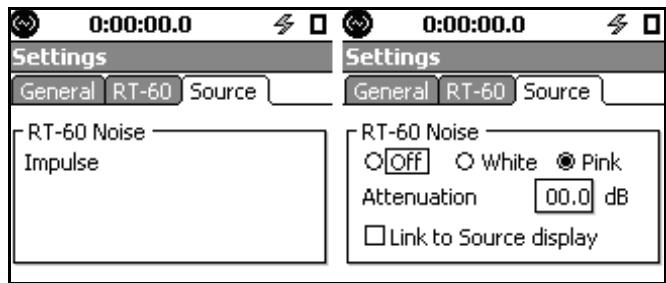 0:00:00.0
Settings
General RT-60 Source
RT-60 Noise
Impulse
0:00:00.0
Settings
General RT-60 Source
RT-60 Noise
Off White Pink
Attenuation 00.0 dB
Link to Source display